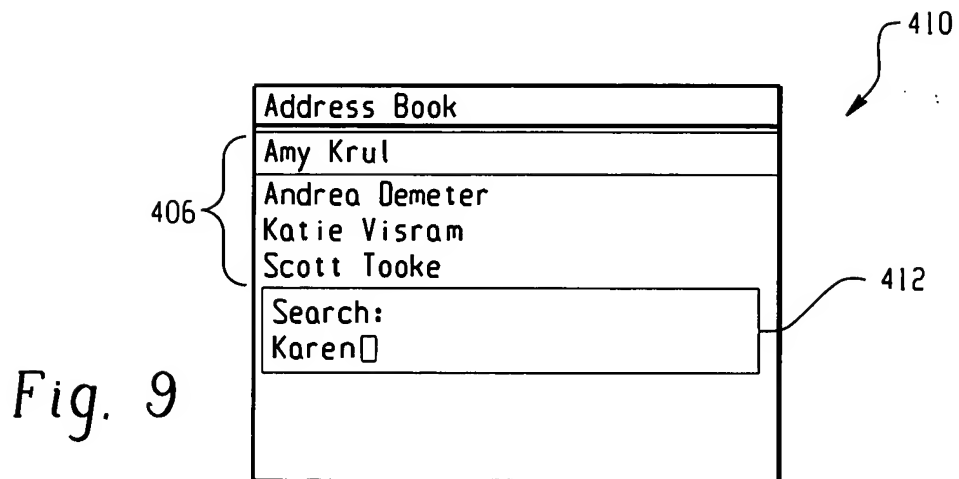 410
Address Book
Amy Krul
Andrea Demeter
406
Katie Visram
Scott Tooke
412
Search:
Karen
Fig. 9